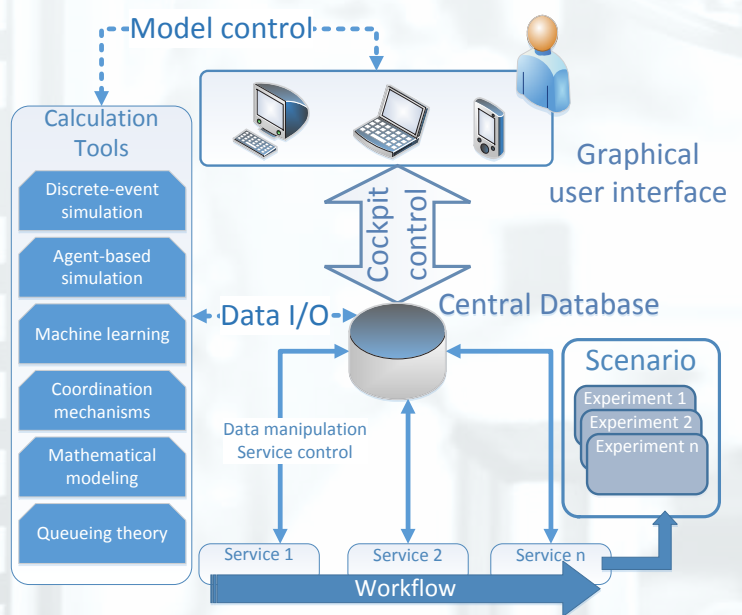 Model control
Calculation
Tools
Discrete-event
simulation
Agent-based
simulation
Machine learning
Coordination
mechanisms
Mathematical
modeling
Queueing theory
Graphical
user interface
Cockpit
control
Data I/O
Central Database
Data manipulation
Service control
Scenario
Experiment 1
Experiment 2
Experiment n
Service 1
Service 2
Service n
Workflow